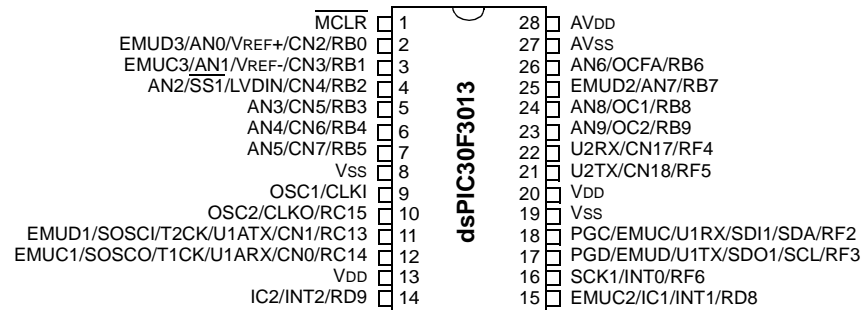 MCLR 1 28 AVDD
EMUD3/AN0/VREF+/CN2/RB0 2 27 AVss
EMUC3/AN1/VREF-/CN3/RB1 3 26 AN6/OCFA/RB6
AN2/SS1/LVDIN/CN4/RB2 4 25 EMUD2/AN7/RB7
AN3/CN5/RB3 5 24 AN8/OC1/RB8
AN4/CN6/RB4 6 23 AN9/OC2/RB9
AN5/CN7/RB5 7 22 U2RX/CN17/RF4
Vss 8 21 U2TX/CN18/RF5
OSC1/CLKI 9 20 VDD
OSC2/CLKO/RC15 10 19 Vss
EMUD1/SOSCI/T2CK/U1ATX/CN1/RC13 11 18 PGC/EMUC/U1RX/SDI1/SDA/RF2
EMUC1/SOSCO/T1CK/U1ARX/CN0/RC14 12 17 PGD/EMUD/U1TX/SDO1/SCL/RF3
VDD 13 16 SCK1/INT0/RF6
IC2/INT2/RD9 14 15 EMUC2/IC1/INT1/RD8
dsPIC30F3013